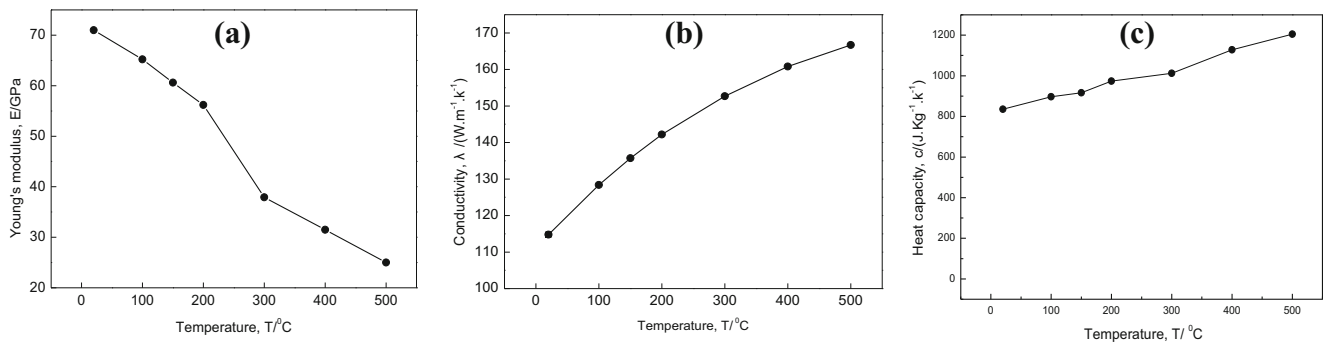 (a)
Young's modulus, E/GPa
70
60
50
40
30
20
0 100 200 300 400 500
Temperature, T/⁰C
(b)
Conductivity, λ /(W.m⁻¹.k⁻¹)
170
160
150
140
130
120
110
100
0 100 200 300 400 500
Temperature, T/ ⁰C
(c)
Heat capacity, c/(J.Kg⁻¹.k⁻¹)
1200
1000
800
600
400
200
0
0 100 200 300 400 500
Temperature, T/ ⁰C